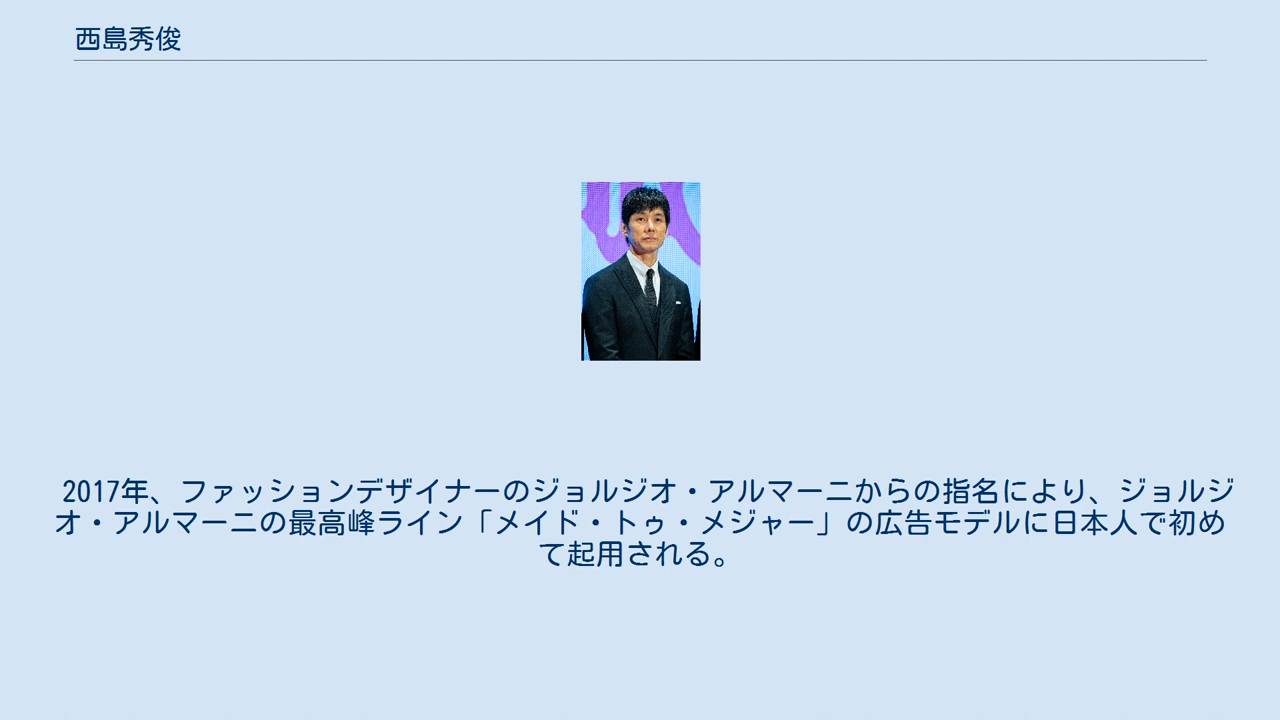 西島秀俊
2017年、ファッションデザイナーのジョルジオ・アルマーニからの指名により、ジョルジ
オ・アルマーニの最高峰ライン「メイド・トゥ・メジャー」の広告モデルに日本人で初め
て起用される。